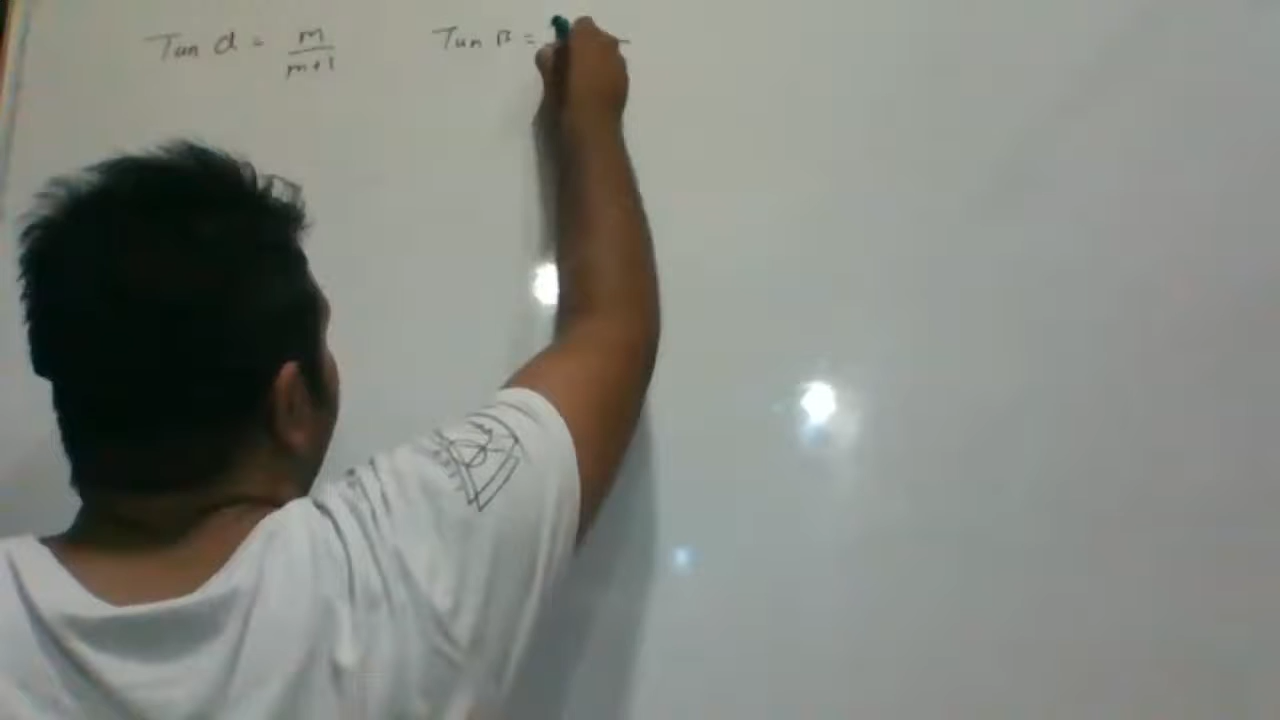 Tan α = m/m+1 Tan β =